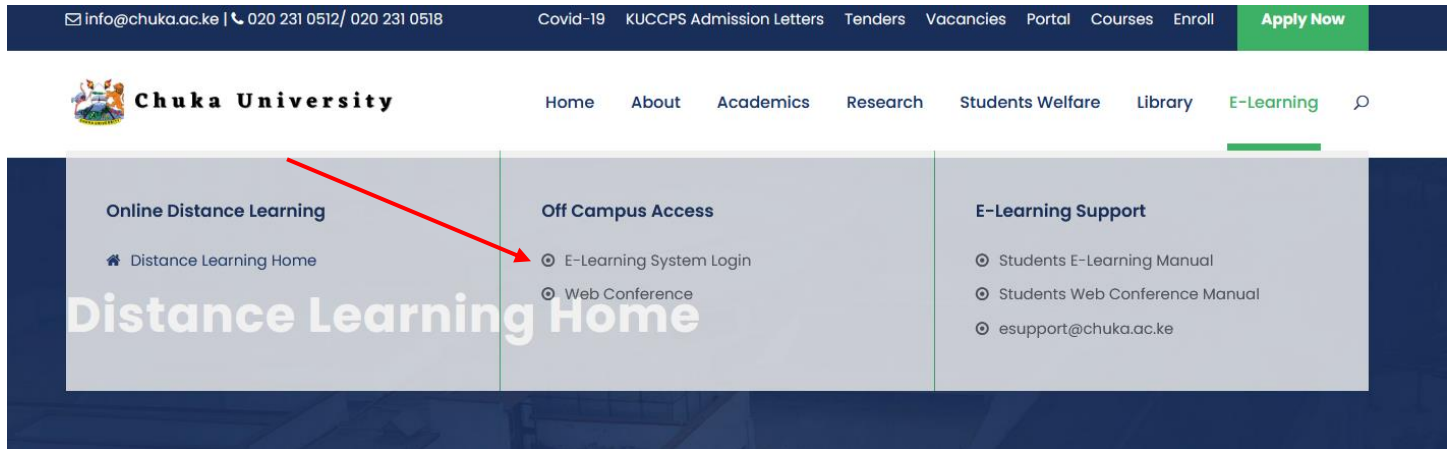 info@chuka.ac.ke | 020 231 0512/ 020 231 0518
Covid-19 KUCCPS Admission Letters Tenders Vacancies Portal Courses Enroll Apply Now
Chuka University
Home About Academics Research Students Welfare Library E-Learning
Online Distance Learning
Distance Learning Home
Off Campus Access
E-Learning System Login
Web Conference
E-Learning Support
Students E-Learning Manual
Students Web Conference Manual
esupport@chuka.ac.ke
Distance Learning Home